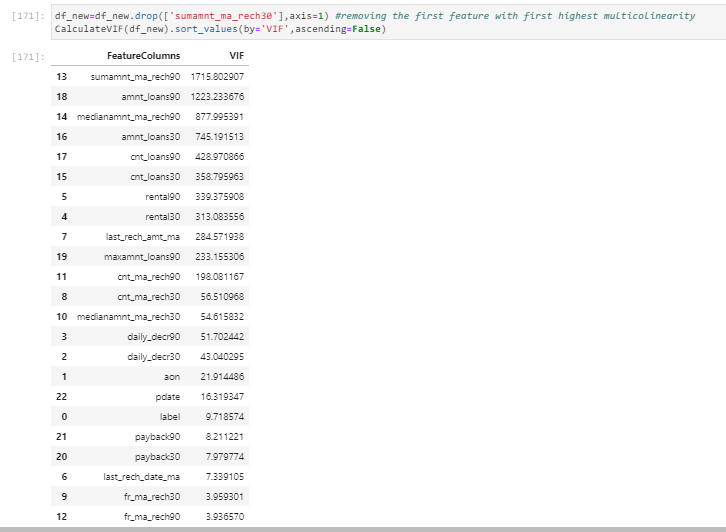 [171]: df_new=df_new.drop(['sumamnt_ma_rech30'],axis=1) #removing the first feature with first highest multicolinearity
CalculateVIF(df_new).sort_values(by='VIF',ascending=False)
[171]: FeatureColumns VIF
13 sumamnt_ma_rech90 1715.802907
18 amnt_loans90 1223.233676
14 medianamnt_ma_rech90 877.995391
16 amnt_loans30 745.191513
17 cnt_loans90 428.970866
15 cnt_loans30 358.795963
5 rental90 339.375908
4 rental30 313.083556
7 last_rech_amt_ma 284.571938
19 maxamnt_loans90 233.155306
11 cnt_ma_rech90 198.081167
8 cnt_ma_rech30 56.510968
10 medianamnt_ma_rech30 54.615832
3 daily_decr90 51.702442
2 daily_decr30 43.040295
1 aon 21.914486
22 pdate 16.319347
0 label 9.718574
21 payback90 8.211221
20 payback30 7.979774
6 last_rech_date_ma 7.339105
9 fr_ma_rech30 3.959301
12 fr_ma_rech90 3.936570